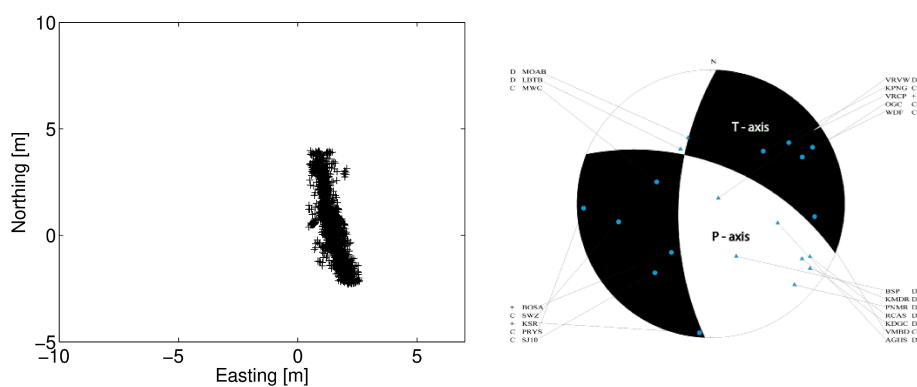 10
5
0
−5
−10
−5
0
5
Northing [m]
Easting [m]
N
D MOAB
D LBTB
C MWC
VRVW D
KPNG C
VRCP +
OGC C
WDF C
T - axis
P - axis
+ BOSA
C SWZ
+ KSR
C PRYS
C SJ10
BSP D
KMDR D
PNMB D
RCAS D
KDGC D
VMBD C
AGHS D